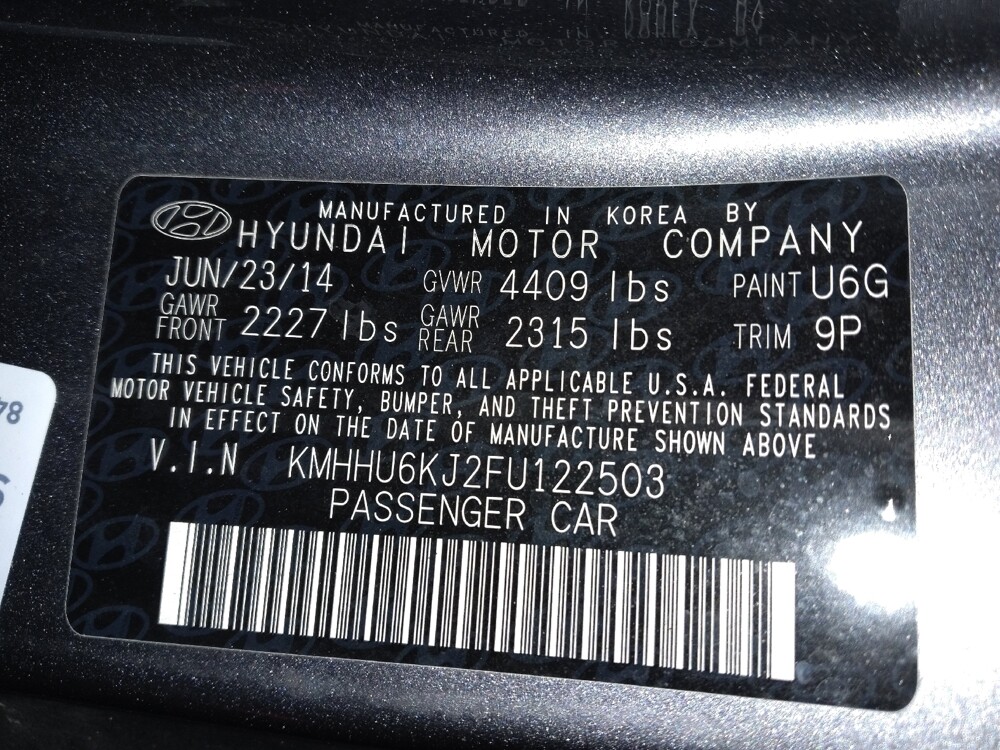 MANUFACTURED IN KOREA BY
HYUNDAI MOTOR COMPANY
JUN/23/14 GVWR 4409 lbs PAINT U6G
GAWR FRONT 2227 lbs GAWR REAR 2315 lbs TRIM 9P
THIS VEHICLE CONFORMS TO ALL APPLICABLE U.S.A. FEDERAL
MOTOR VEHICLE SAFETY, BUMPER, AND THEFT PREVENTION STANDARDS
IN EFFECT ON THE DATE OF MANUFACTURE SHOWN ABOVE
V.I.N KMHHU6KJ2FU122503
PASSENGER CAR